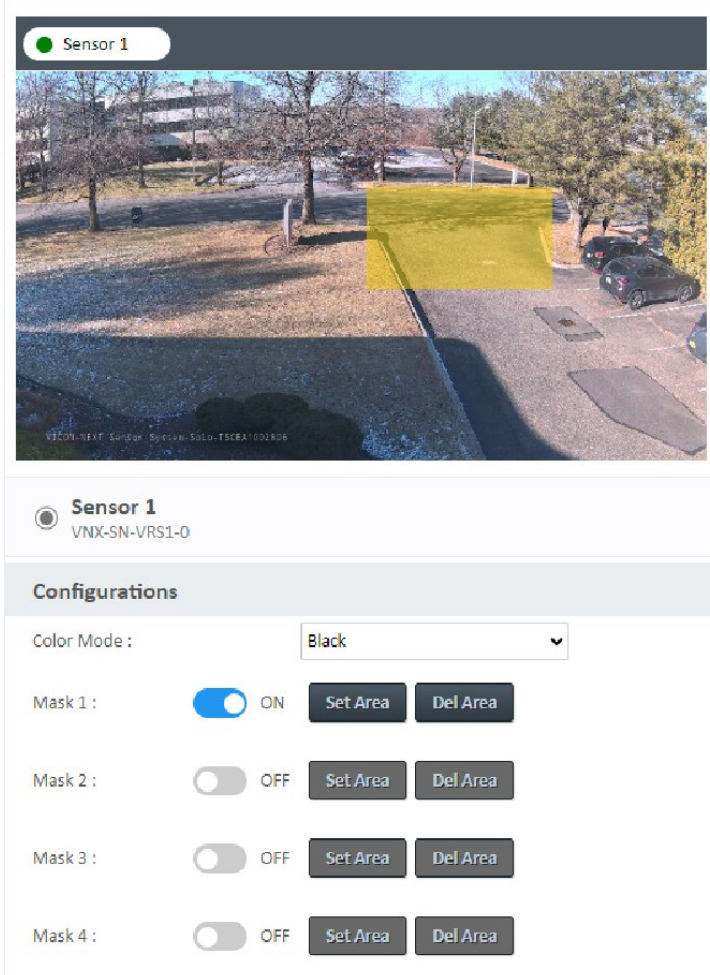 Sensor 1
VICON-NEXT Sensor System-Solo-TSCEA1002806
Sensor 1
VNX-SN-VRS1-0
Configurations
Color Mode : Black
Mask 1 : ON Set Area Del Area
Mask 2 : OFF Set Area Del Area
Mask 3 : OFF Set Area Del Area
Mask 4 : OFF Set Area Del Area